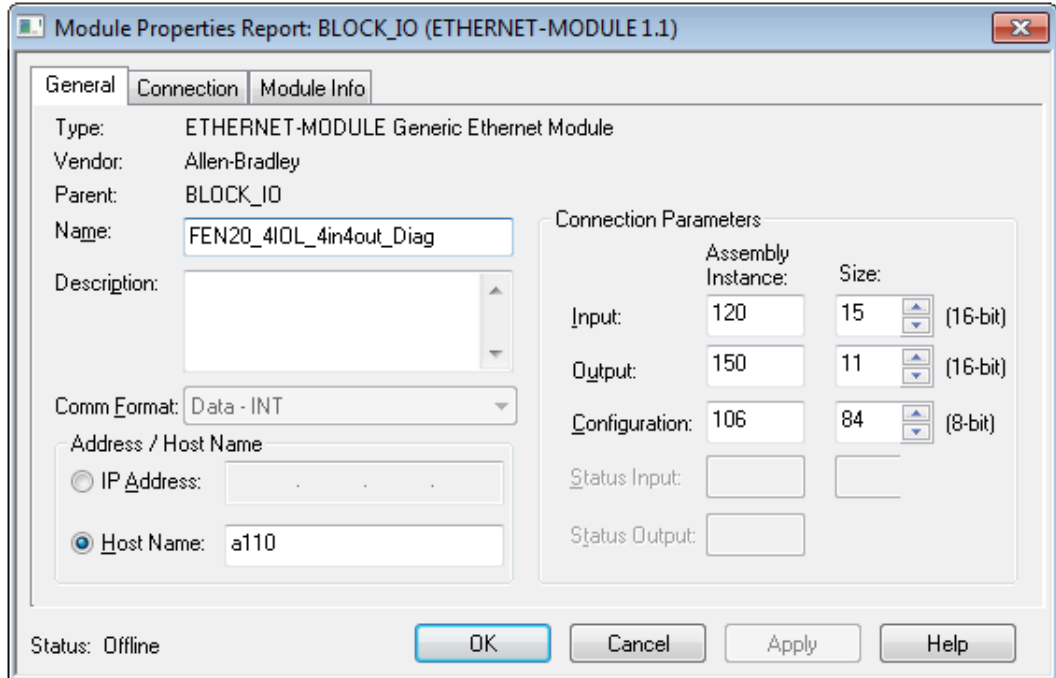 Module Properties Report: BLOCK_IO (ETHERNET-MODULE 1.1)
General Connection Module Info
Type: ETHERNET-MODULE Generic Ethernet Module
Vendor: Allen-Bradley
Parent: BLOCK_IO
Name: FEN20_4IOL_4in4out_Diag
Description:
Comm Format: Data - INT
Address / Host Name
IP Address: . . .
Host Name: a110
Connection Parameters
Assembly
Instance: Size:
Input: 120 15 (16-bit)
Output: 150 11 (16-bit)
Configuration: 106 84 (8-bit)
Status Input:
Status Output:
Status: Offline
OK Cancel Apply Help